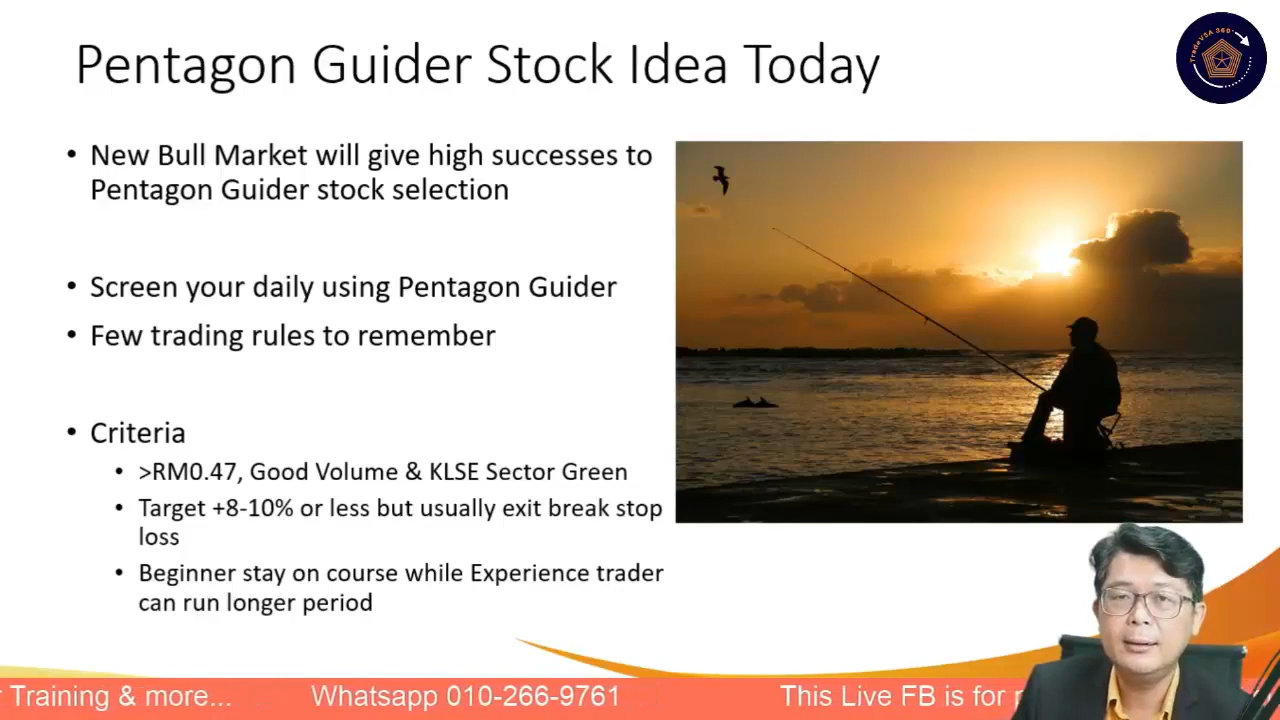 Pentagon Guider Stock Idea Today
TradeVSA 360°
• New Bull Market will give high successes to
Pentagon Guider stock selection
• Screen your daily using Pentagon Guider
• Few trading rules to remember
• Criteria
• >RM0.47, Good Volume & KLSE Sector Green
• Target +8-10% or less but usually exit break stop
loss
• Beginner stay on course while Experience trader
can run longer period
Training & more... Whatsapp 010-266-9761 This Live FB is for